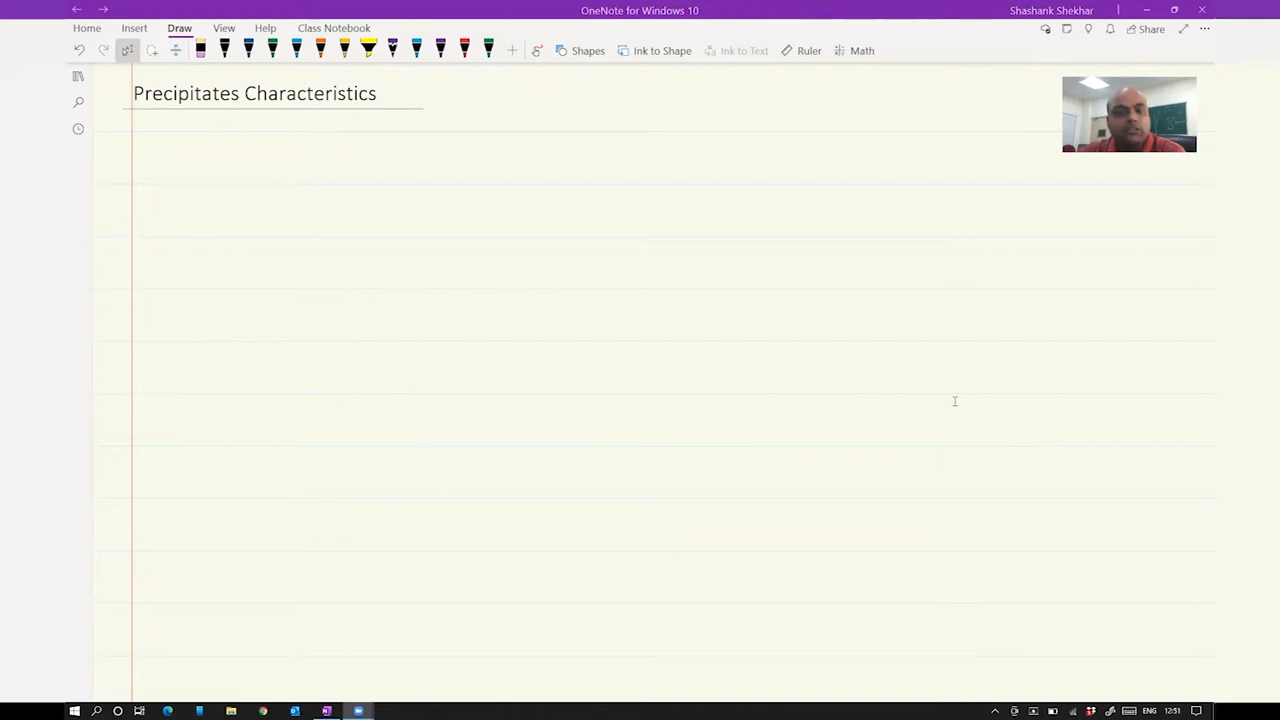 OneNote for Windows 10
Shashank Shekhar
Home Insert Draw View Help Class Notebook
Share
Shapes Ink to Shape Ink to Text Ruler Math
Precipitates Characteristics
ENG 12:51